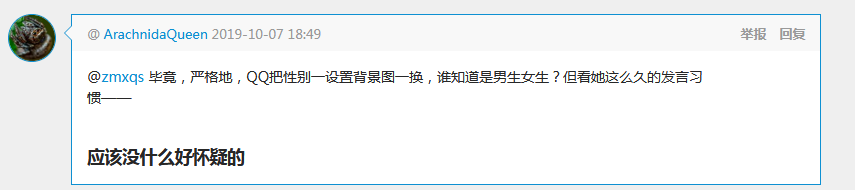 @ ArachnidaQueen 2019-10-07 18:49 举报 回复
@zmxqs 毕竟，严格地，QQ把性别一设置背景图一换，谁知道是男生女生？但看她这么久的发言习
惯——
应该没什么好怀疑的